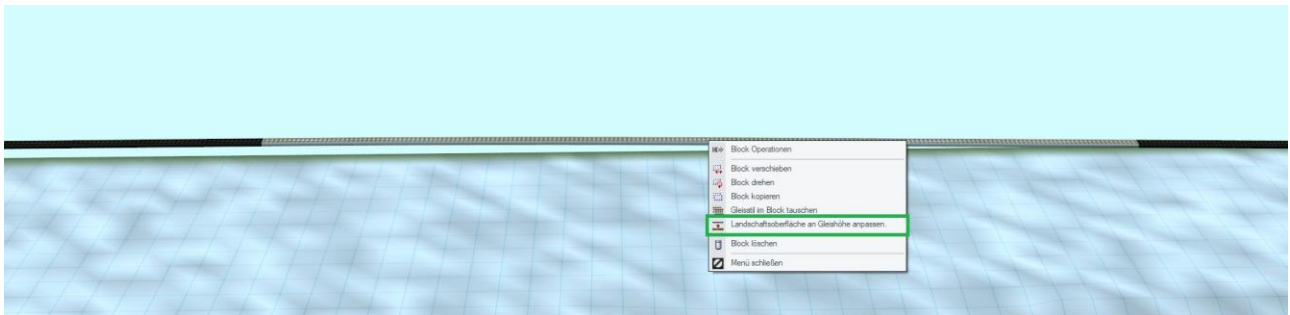 Block Operationen
Block verschieben
Block drehen
Block kopieren
Gleisstil im Block tauschen
Landschaftsoberfläche an Gleishöhe anpassen.
Block löschen
Menü schließen